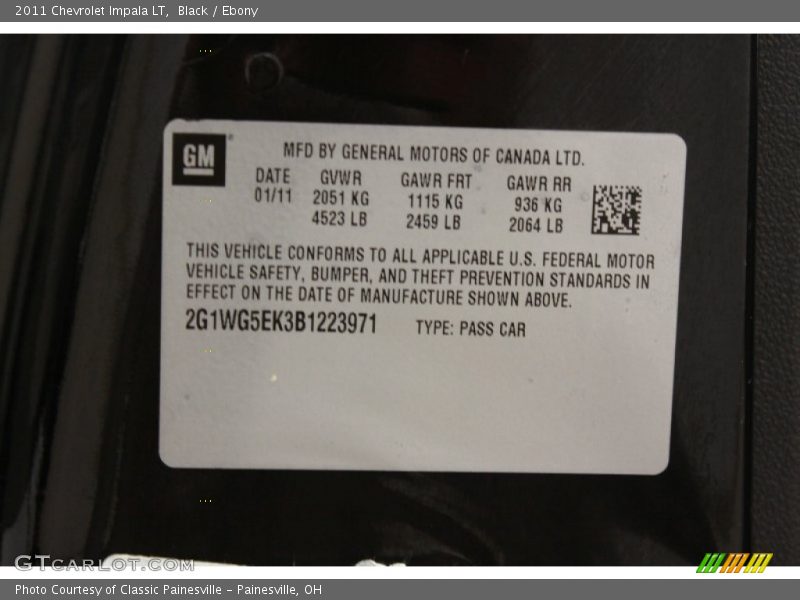 2011 Chevrolet Impala LT, Black / Ebony
GM
MFD BY GENERAL MOTORS OF CANADA LTD.
DATE GVWR GAWR FRT GAWR RR
01/11 2051 KG 1115 KG 936 KG
4523 LB 2459 LB 2064 LB
THIS VEHICLE CONFORMS TO ALL APPLICABLE U.S. FEDERAL MOTOR
VEHICLE SAFETY, BUMPER, AND THEFT PREVENTION STANDARDS IN
EFFECT ON THE DATE OF MANUFACTURE SHOWN ABOVE.
2G1WG5EK3B1223971 TYPE: PASS CAR
GTCARLOT.COM
Photo Courtesy of Classic Painesville - Painesville, OH